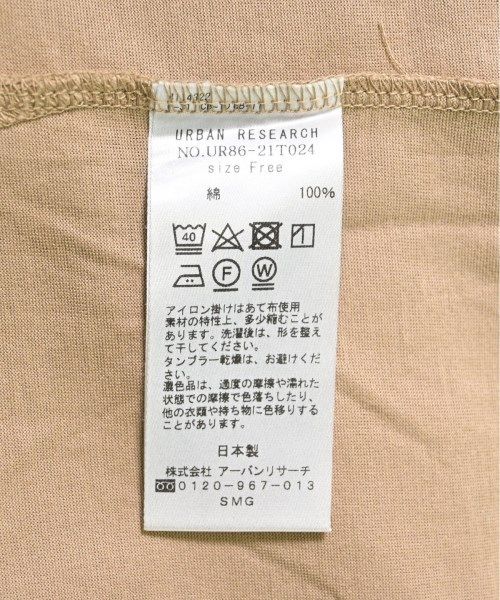 URBAN RESEARCH
NO.UR86-21T024
size Free
綿 100%
40
F W
アイロン掛けはあて布使用
素材の特性上、多少縮むことが
あります。洗濯後は、形を整え
て干してください。
タンブラー乾燥は、お避けくださ
い。
濃色品は、過度の摩擦や濡れた
状態での摩擦で色落ちしたり、
他の衣類や持ち物に色移りする
ことがあります。
日本製
株式会社 アーバンリサーチ
0120-967-013
SMG